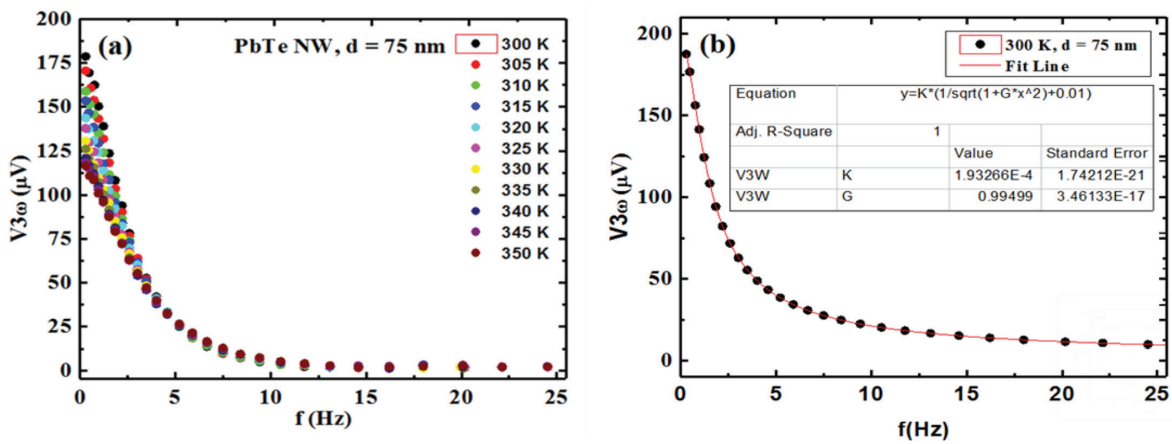 (a)
PbTe NW, d = 75 nm
300 K
305 K
310 K
315 K
320 K
325 K
330 K
335 K
340 K
345 K
350 K
200
175
150
125
100
75
50
25
0
V3ω (μV)
0 5 10 15 20 25
f (Hz)
(b)
300 K, d = 75 nm
Fit Line
Equation y=K*(1/sqrt(1+G*x^2)+0.01)
Adj. R-Square 1
Value Standard Error
V3W K 1.93266E-4 1.74212E-21
V3W G 0.99499 3.46133E-17
200
150
100
50
0
V3ω (μV)
0 5 10 15 20 25
f(Hz)